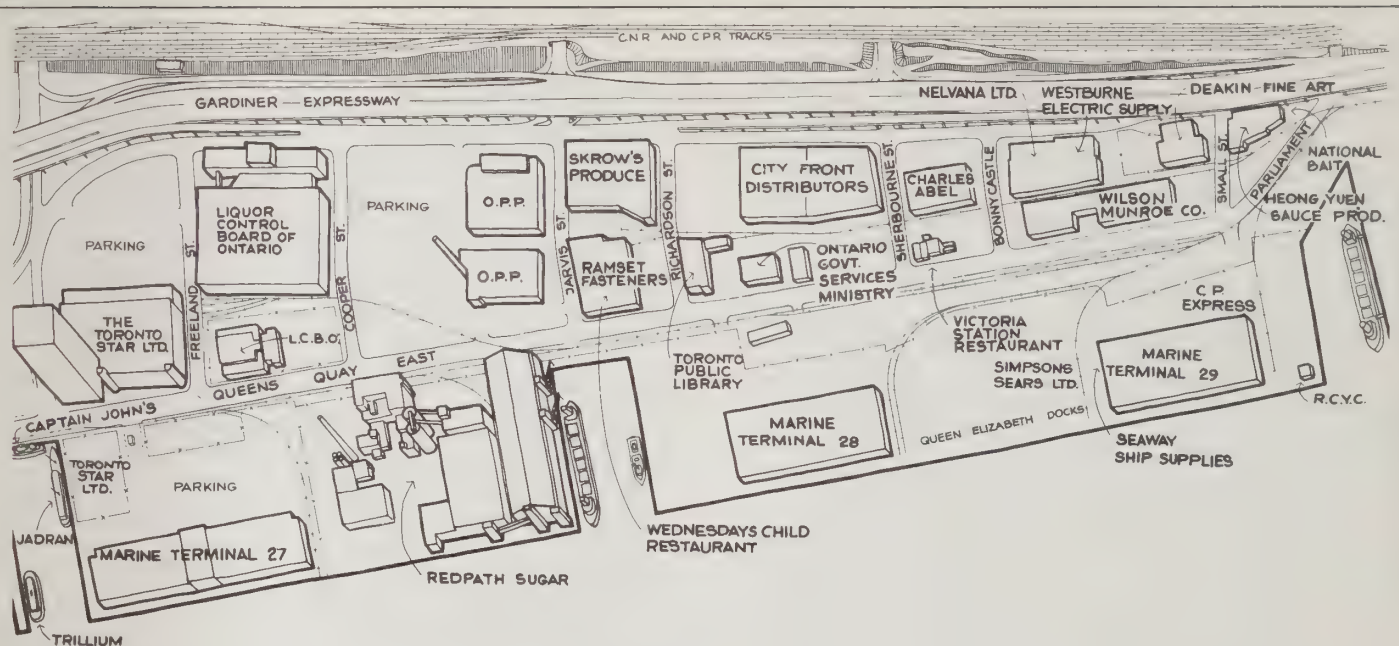 C.N.R. AND C.P.R. TRACKS
GARDINER EXPRESSWAY
NELVANA LTD.
WESTBURNE
ELECTRIC SUPPLY
DEAKIN FINE ART
SMALL ST.
PARLIAMENT
NATIONAL
BAIT
HEONG YUEN
SAUCE PROD.
PARKING
FREELAND ST.
LIQUOR
CONTROL
BOARD OF
ONTARIO
COOPER ST.
PARKING
O.P.P.
O.P.P.
JARVIS ST.
SKROW'S
PRODUCE
RAMSET
FASTENERS
RICHARDSON ST.
CITY FRONT
DISTRIBUTORS
ONTARIO
GOVT.
SERVICES
MINISTRY
SHERBOURNE ST.
CHARLES
ABEL
BONNYCASTLE
WILSON
MUNROE CO.
THE
TORONTO
STAR LTD.
L.C.B.O.
QUEENS QUAY EAST
TORONTO
PUBLIC
LIBRARY
VICTORIA
STATION
RESTAURANT
C.P.
EXPRESS
SIMPSONS
SEARS LTD.
MARINE
TERMINAL 29
R.C.Y.C.
CAPTAIN JOHN'S
TORONTO
STAR
LTD.
PARKING
MARINE
TERMINAL 28
QUEEN ELIZABETH DOCKS
SEAWAY
SHIP SUPPLIES
JADRAN
MARINE TERMINAL 27
WEDNESDAYS CHILD
RESTAURANT
REDPATH SUGAR
TRILLIUM